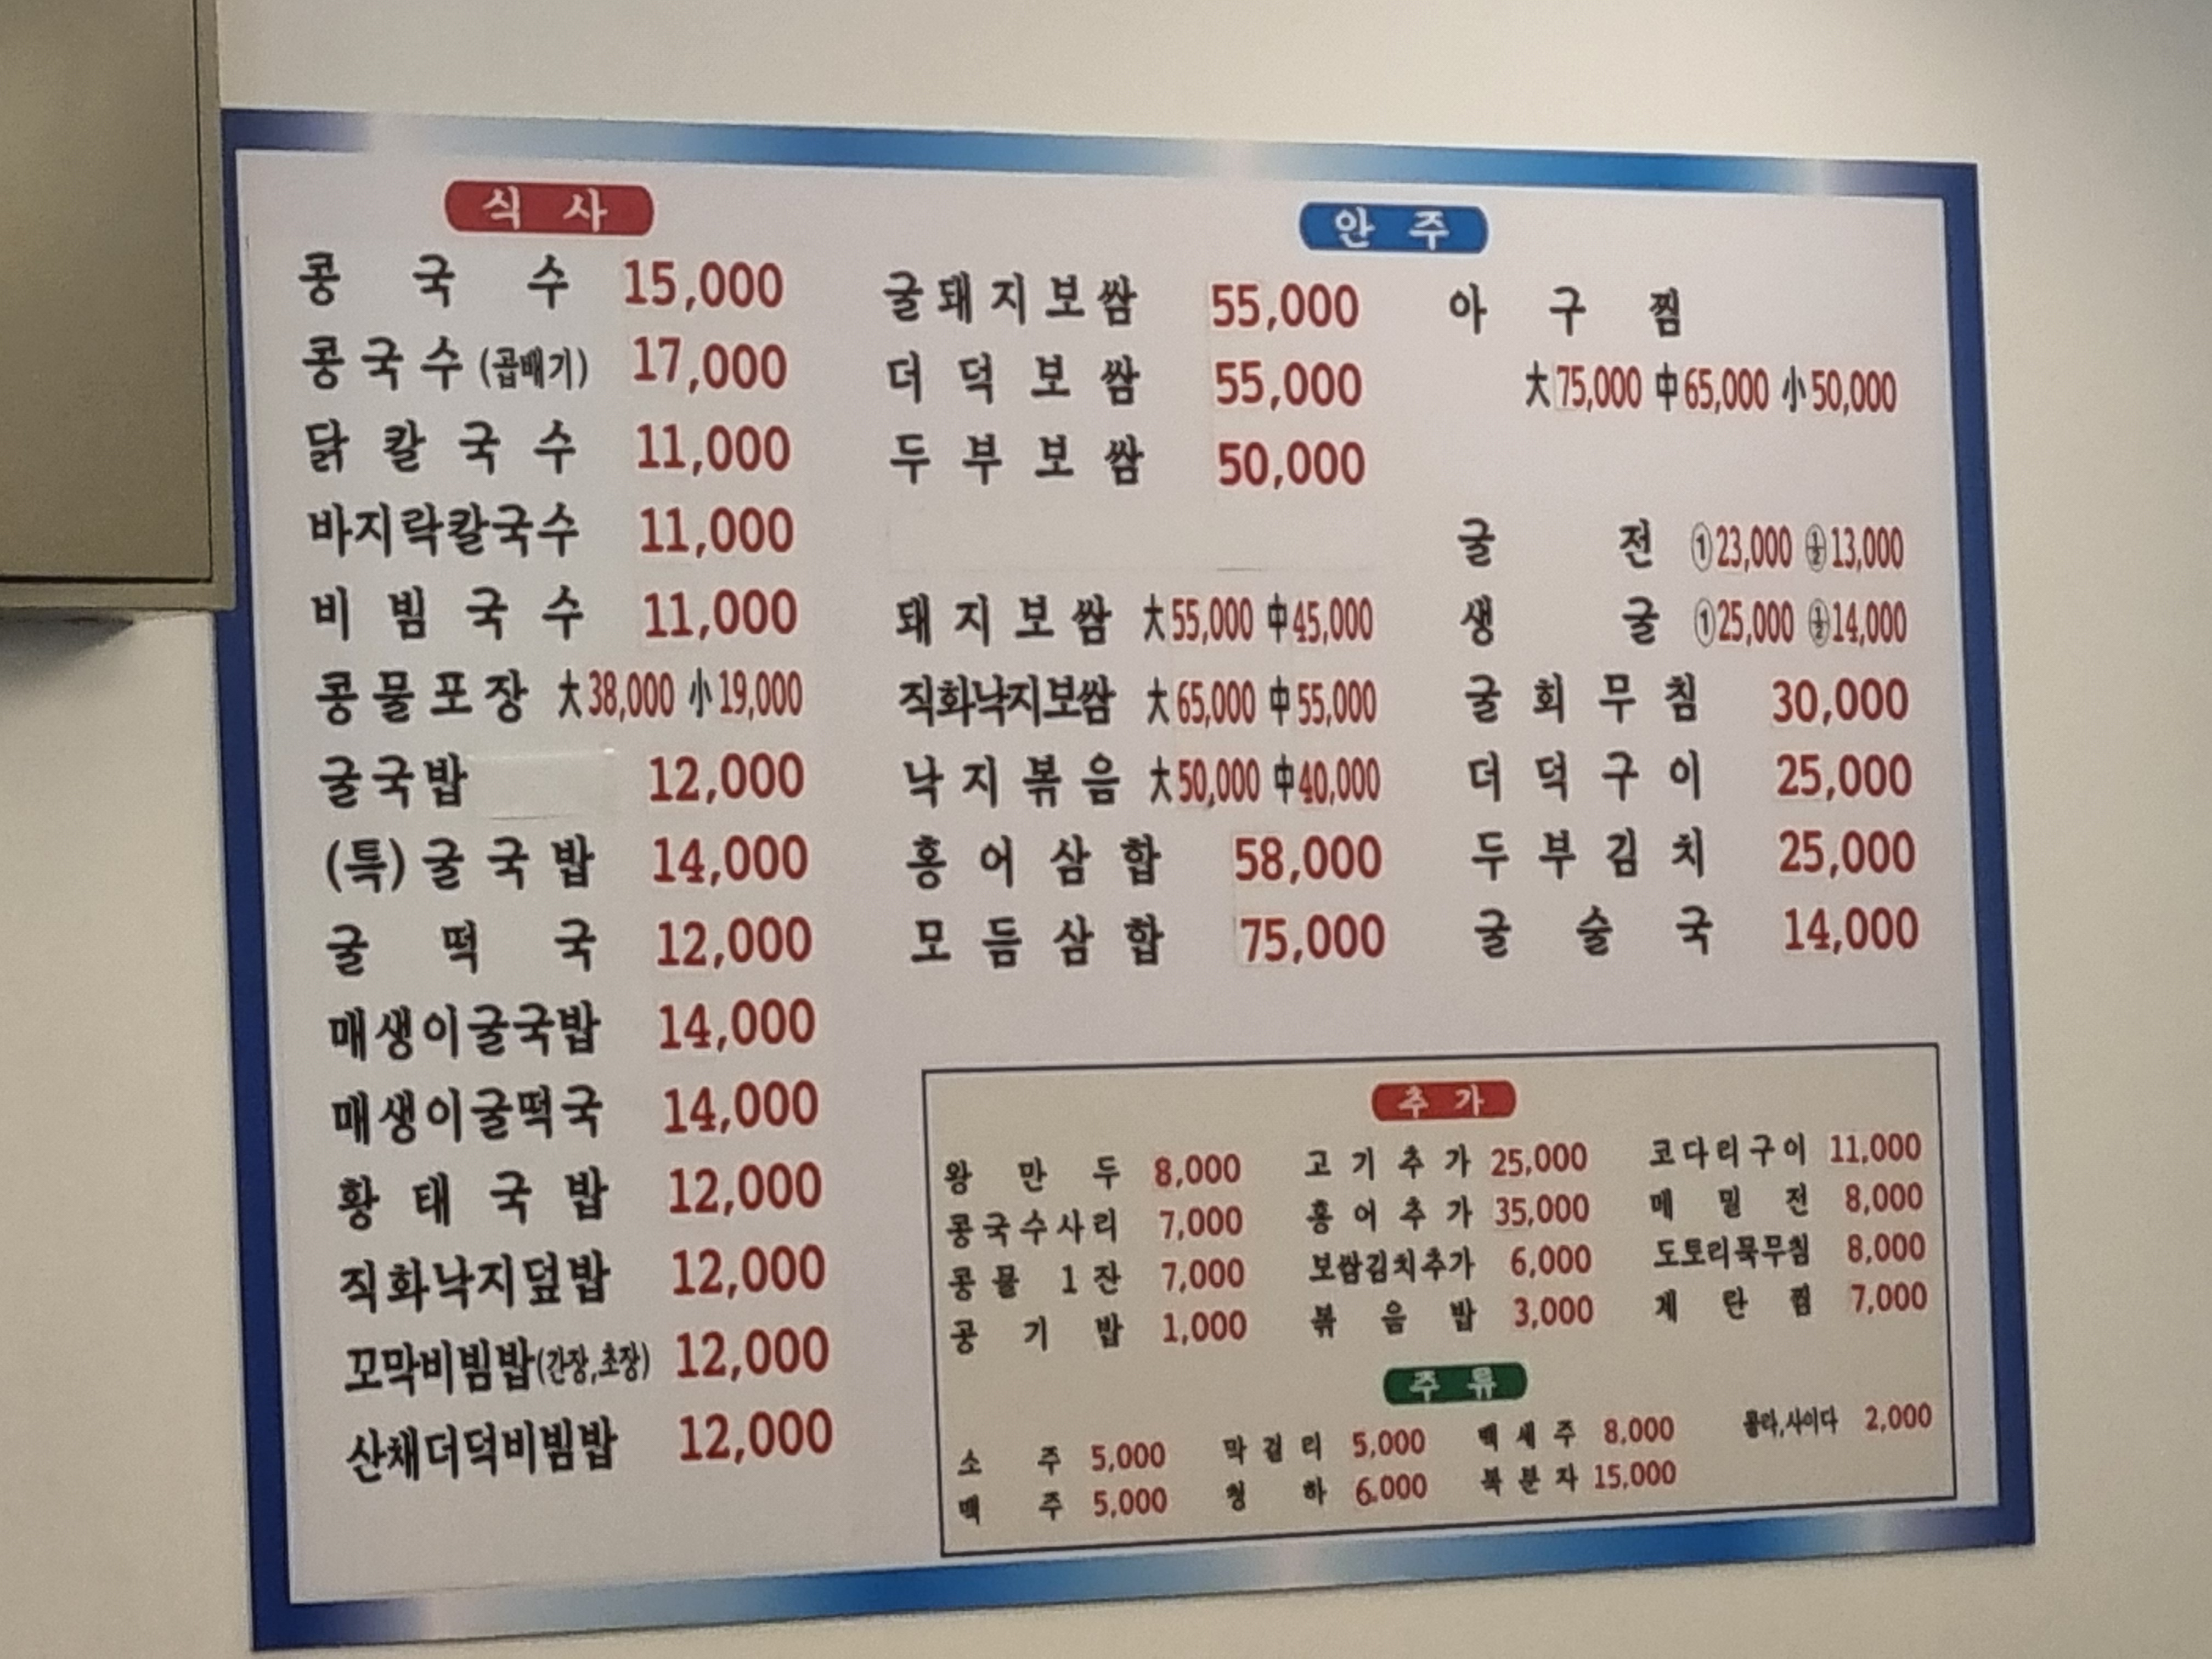 식사
콩국수 15,000
콩국수(곱배기) 17,000
닭칼국수 11,000
바지락칼국수 11,000
비빔국수 11,000
콩물포장 大38,000 小19,000
굴국밥 12,000
(특)굴국밥 14,000
굴떡국 12,000
매생이굴국밥 14,000
매생이굴떡국 14,000
황태국밥 12,000
직화낙지덮밥 12,000
꼬막비빔밥(간장,초장) 12,000
산채더덕비빔밥 12,000
안주
굴돼지보쌈 55,000
더덕보쌈 55,000
두부보쌈 50,000
돼지보쌈 大55,000 中45,000
직화낙지보쌈 大65,000 中55,000
낙지볶음 大50,000 中40,000
홍어삼합 58,000
모듬삼합 75,000
아구찜
大75,000 中65,000 小50,000
굴전 ①23,000 ½13,000
생굴 ①25,000 ½14,000
굴회무침 30,000
더덕구이 25,000
두부김치 25,000
굴술국 14,000
추가
왕만두 8,000
콩국수사리 7,000
콩물1잔 7,000
공기밥 1,000
고기추가 25,000
홍어추가 35,000
보쌈김치추가 6,000
볶음밥 3,000
코다리구이 11,000
메밀전 8,000
도토리묵무침 8,000
계란찜 7,000
주류
소주 5,000
맥주 5,000
막걸리 5,000
청하 6,000
백세주 8,000
복분자 15,000
콜라,사이다 2,000